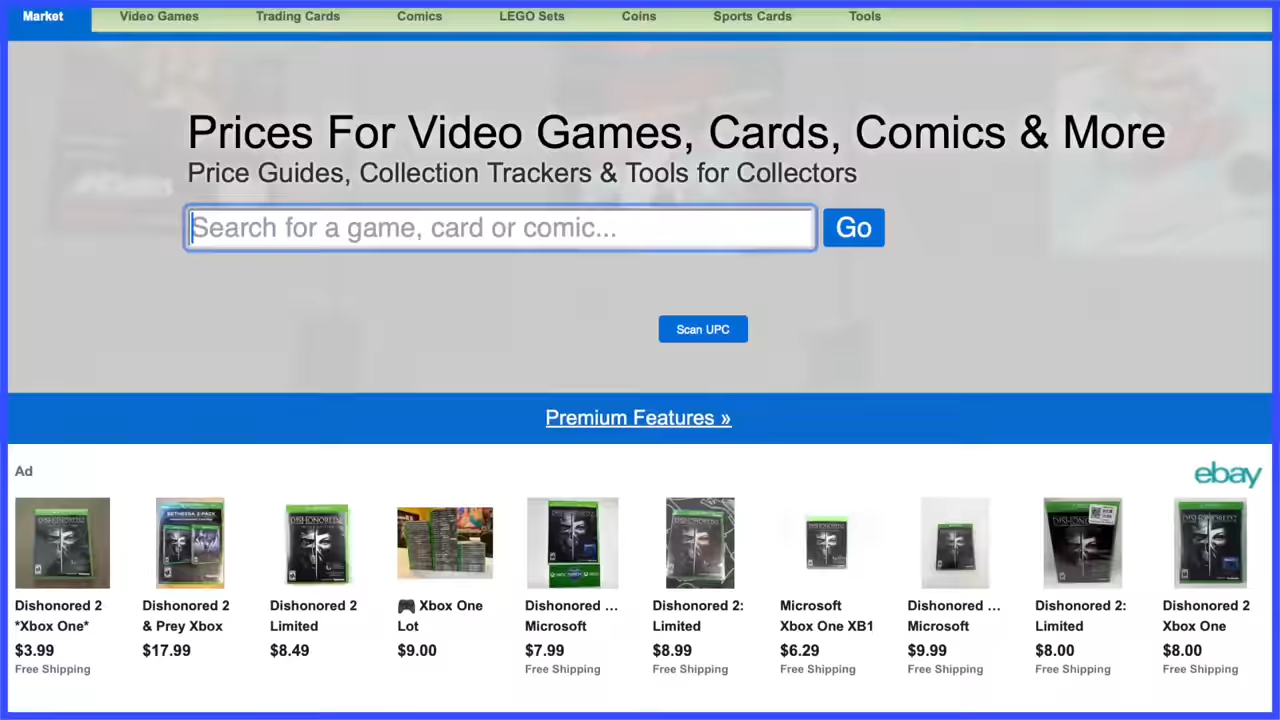 Market Video Games Trading Cards Comics LEGO Sets Coins Sports Cards Tools
Prices For Video Games, Cards, Comics & More
Price Guides, Collection Trackers & Tools for Collectors
Search for a game, card or comic...
Go
Scan UPC
Premium Features »
Ad
ebay
Dishonored 2
*Xbox One*
$3.99
Free Shipping
BETHESDA 2-PACK
Dishonored 2
& Prey Xbox
$17.99
Dishonored 2
Limited
$8.49
🎮 Xbox One
Lot
$9.00
Dishonored ...
Microsoft
$7.99
Free Shipping
Dishonored 2:
Limited
$8.99
Free Shipping
Microsoft
Xbox One XB1
$6.29
Free Shipping
Dishonored ...
Microsoft
$9.99
Free Shipping
Dishonored 2:
Limited
$8.00
Free Shipping
Dishonored 2
Xbox One
$8.00
Free Shipping